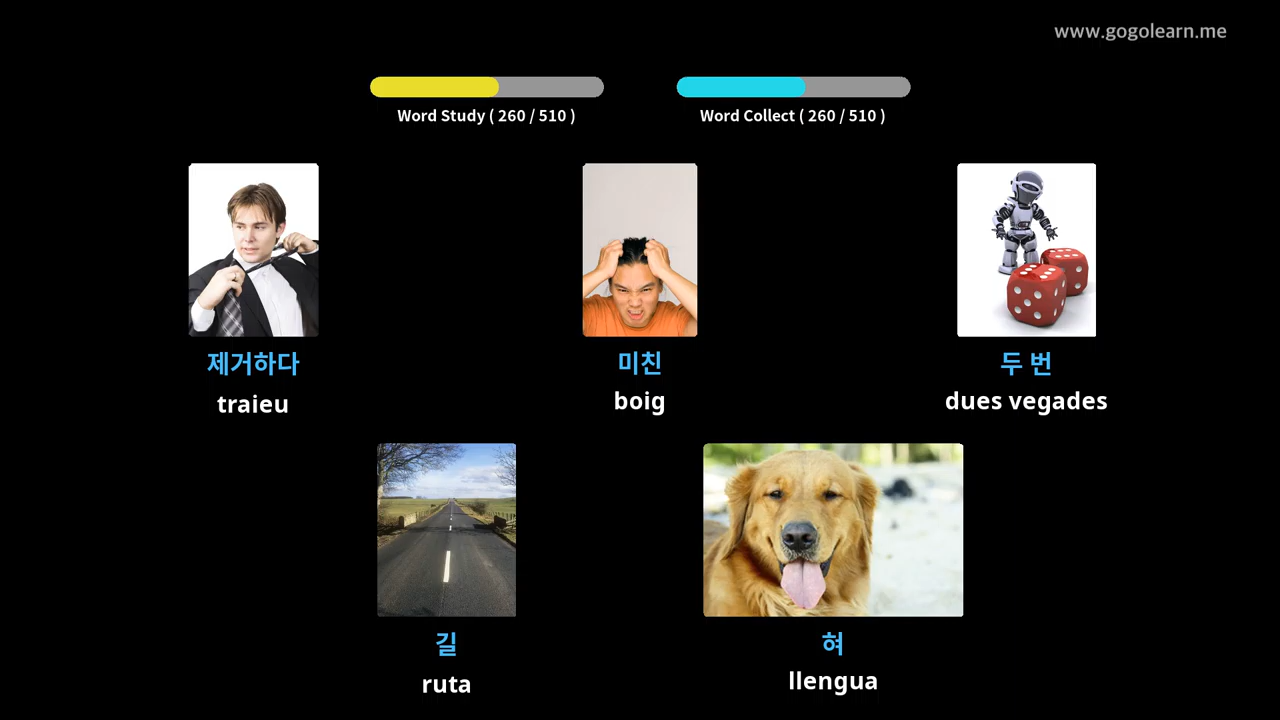 www.gogolearn.me
Word Study ( 260 / 510 )
Word Collect ( 260 / 510 )
제거하다
traieu
미친
boig
두 번
dues vegades
길
ruta
혀
llengua